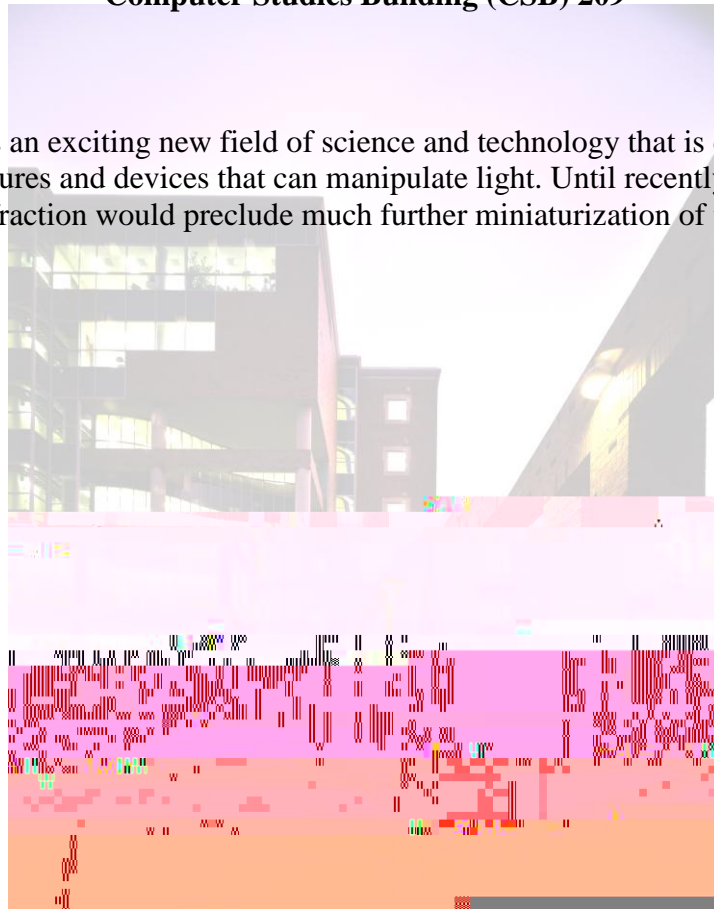 Computer Studies Building (CSB) 209
an exciting new field of science and technology that is
ures and devices that can manipulate light. Until recently
raction would preclude much further miniaturization of